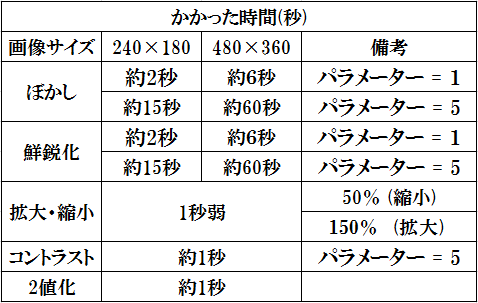 かかった時間(秒)
画像サイズ 240×180 480×360 備考
ぼかし 約2秒 約6秒 パラメーター = 1
約15秒 約60秒 パラメーター = 5
鮮鋭化 約2秒 約6秒 パラメーター = 1
約15秒 約60秒 パラメーター = 5
拡大・縮小 1秒弱 50% (縮小)
150% (拡大)
コントラスト 約1秒 パラメーター = 5
2値化 約1秒